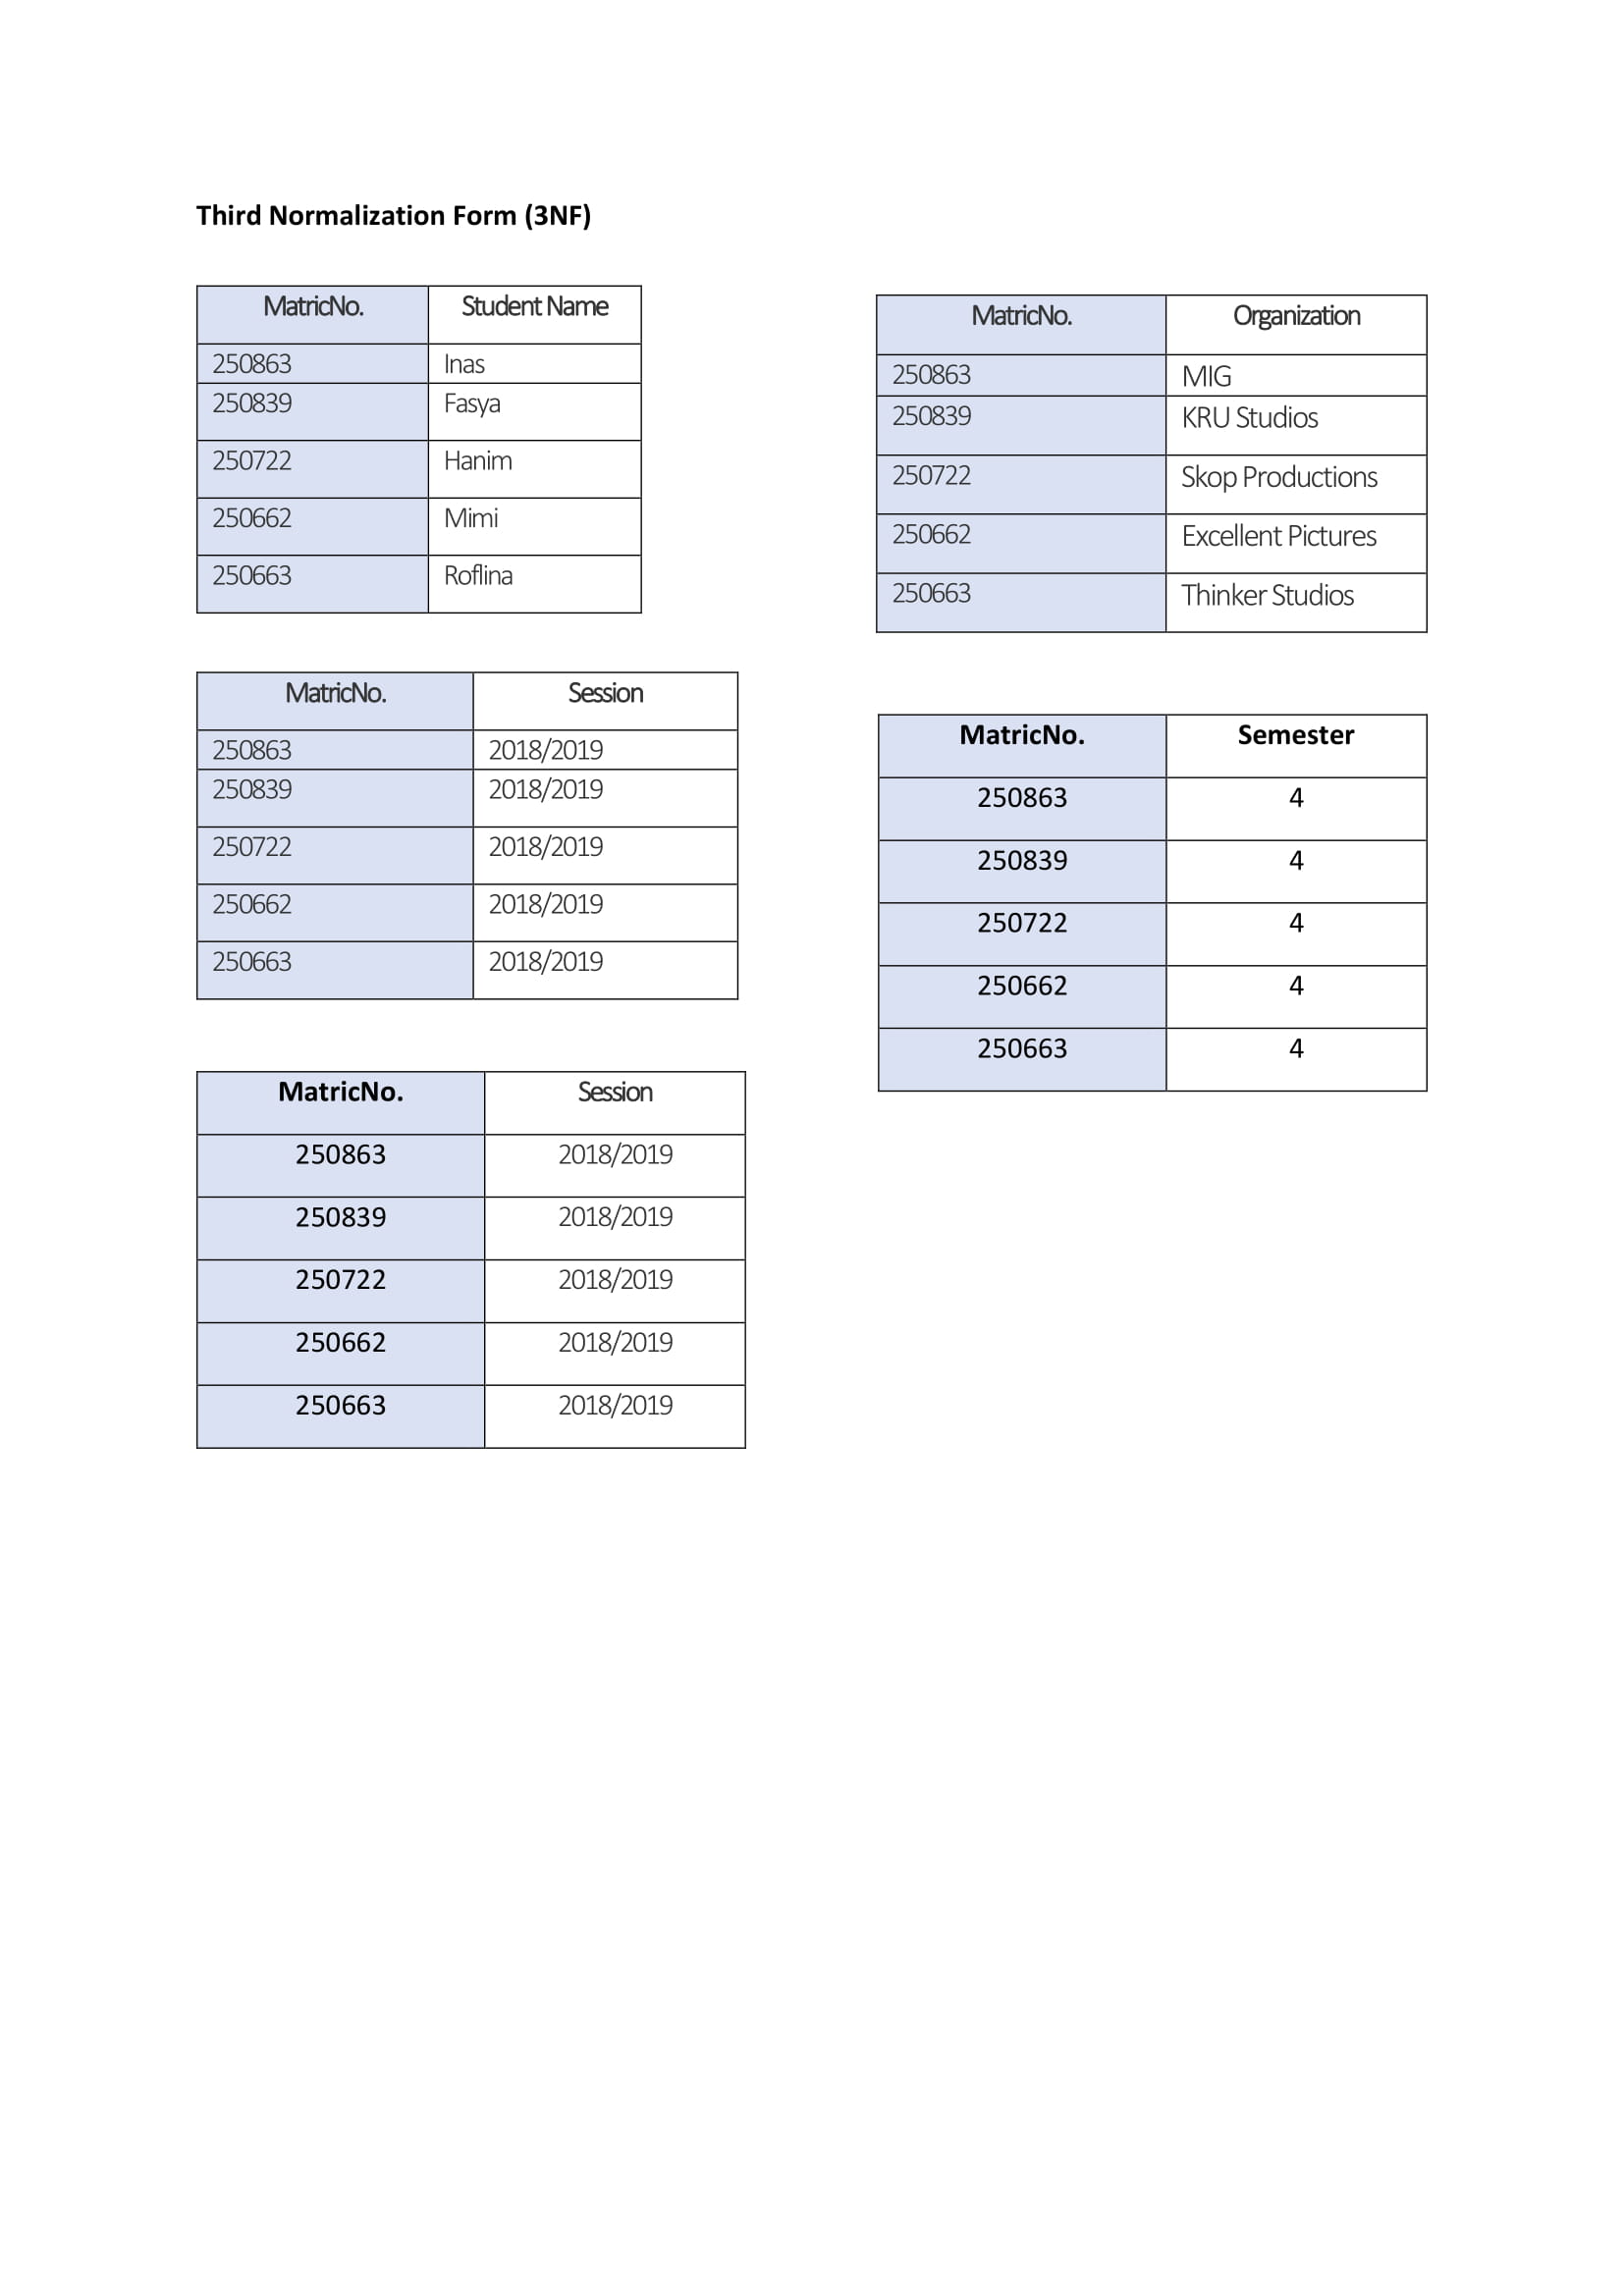 Third Normalization Form (3NF)
MatricNo. Student Name
250863 Inas
250839 Fasya
250722 Hanim
250662 Mimi
250663 Roflina
MatricNo. Organization
250863 MIG
250839 KRU Studios
250722 Skop Productions
250662 Excellent Pictures
250663 Thinker Studios
MatricNo. Session
250863 2018/2019
250839 2018/2019
250722 2018/2019
250662 2018/2019
250663 2018/2019
MatricNo. Semester
250863 4
250839 4
250722 4
250662 4
250663 4
MatricNo. Session
250863 2018/2019
250839 2018/2019
250722 2018/2019
250662 2018/2019
250663 2018/2019